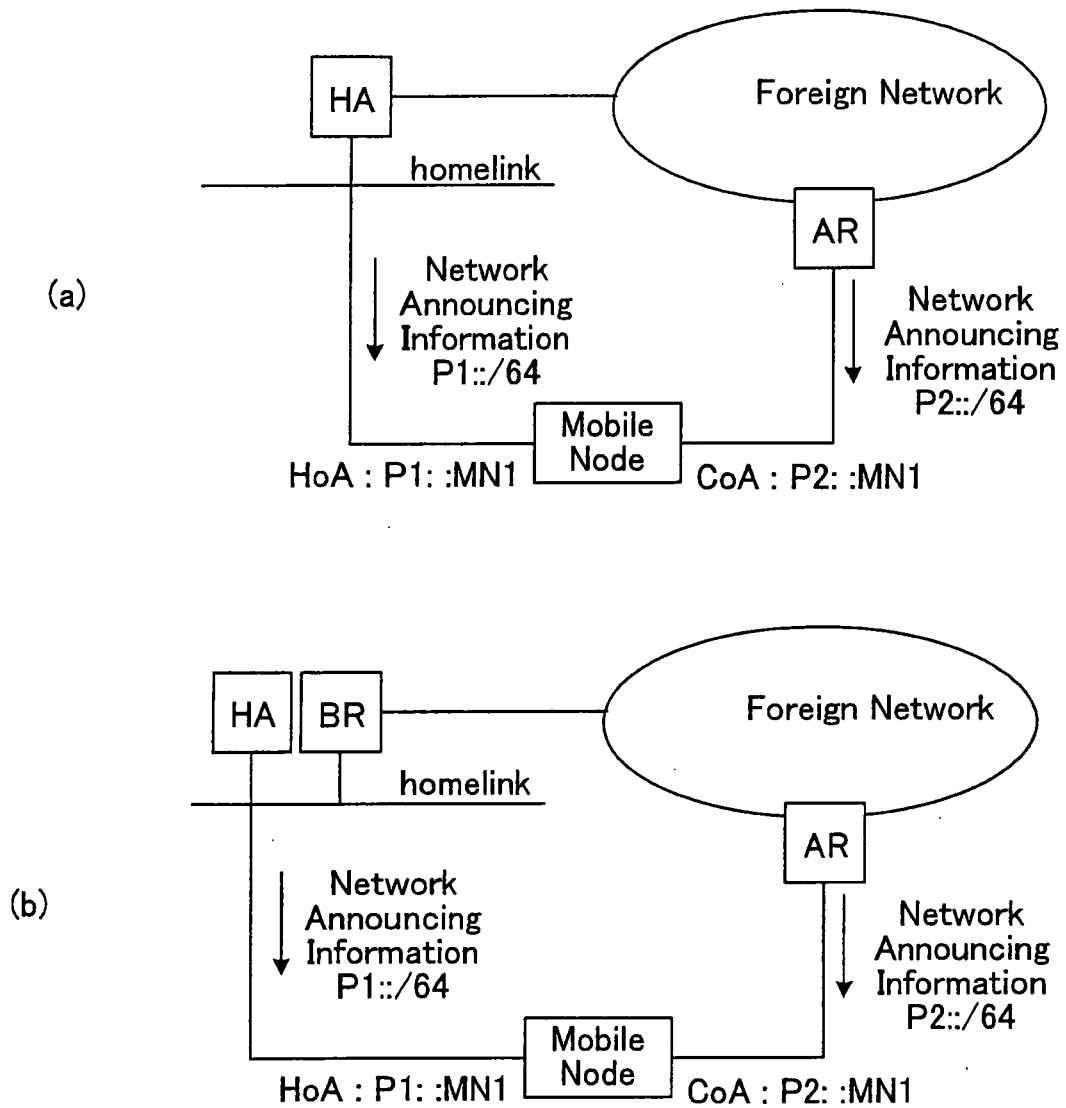 HA
Foreign Network
homelink
AR
(a)
Network
Announcing
Information
P1::/64
Network
Announcing
Information
P2::/64
Mobile
Node
HoA : P1: :MN1
CoA : P2: :MN1
HA
BR
Foreign Network
homelink
AR
(b)
Network
Announcing
Information
P1::/64
Network
Announcing
Information
P2::/64
Mobile
Node
HoA : P1: :MN1
CoA : P2: :MN1